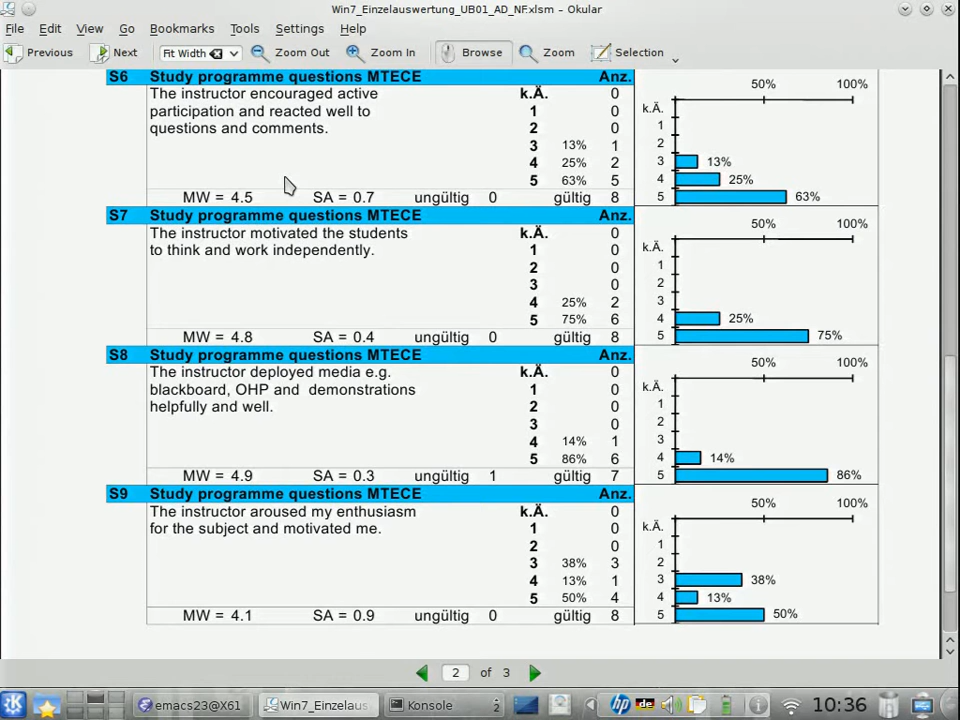 Win7_Einzelauswertung_UB01_AD_NF.xlsm – Okular
File Edit View Go Bookmarks Tools Settings Help
Previous Next Fit Width Zoom Out Zoom In Browse Zoom Selection
S6 Study programme questions MTECE Anz.
The instructor encouraged active
participation and reacted well to
questions and comments.
k.Ä. 0
1 0
2 0
3 13% 1
4 25% 2
5 63% 5
MW = 4.5 SA = 0.7 ungültig 0 gültig 8
50% 100%
k.Ä.
1
2
3 13%
4 25%
5 63%
S7 Study programme questions MTECE Anz.
The instructor motivated the students
to think and work independently.
k.Ä. 0
1 0
2 0
3 0
4 25% 2
5 75% 6
MW = 4.8 SA = 0.4 ungültig 0 gültig 8
50% 100%
k.Ä.
1
2
3
4 25%
5 75%
S8 Study programme questions MTECE Anz.
The instructor deployed media e.g.
blackboard, OHP and demonstrations
helpfully and well.
k.Ä. 0
1 0
2 0
3 0
4 14% 1
5 86% 6
MW = 4.9 SA = 0.3 ungültig 1 gültig 7
50% 100%
k.Ä.
1
2
3
4 14%
5 86%
S9 Study programme questions MTECE Anz.
The instructor aroused my enthusiasm
for the subject and motivated me.
k.Ä. 0
1 0
2 0
3 38% 3
4 13% 1
5 50% 4
MW = 4.1 SA = 0.9 ungültig 0 gültig 8
50% 100%
k.Ä.
1
2
3 38%
4 13%
5 50%
2 of 3
emacs23@X61 Win7_Einzelaus Konsole 2 hp de 10:36